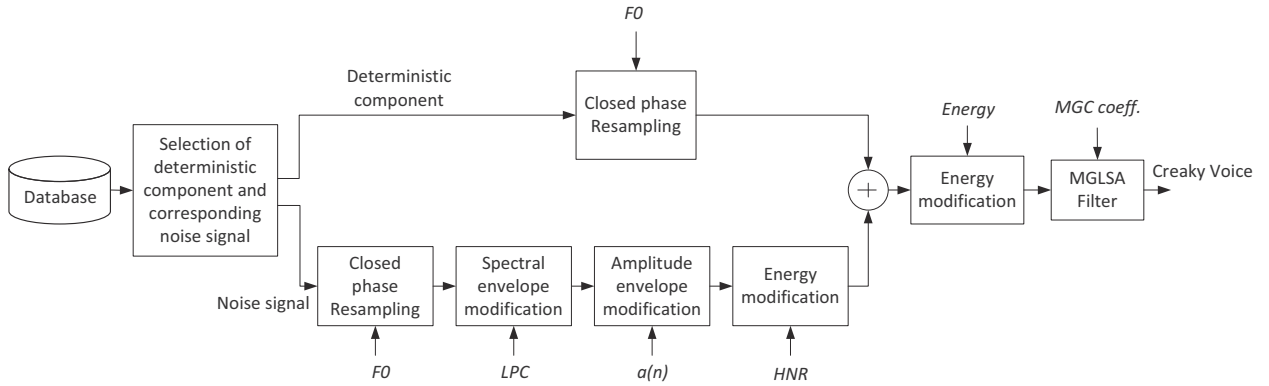 F0
Deterministic
component
Closed phase
Resampling
Energy
MGC coeff.
Database
Selection of
deterministic
component and
corresponding
noise signal
+
Energy
modification
MGLSA
Filter
Creaky Voice
Noise signal
Closed
phase
Resampling
Spectral
envelope
modification
Amplitude
envelope
modification
Energy
modification
F0
LPC
a(n)
HNR